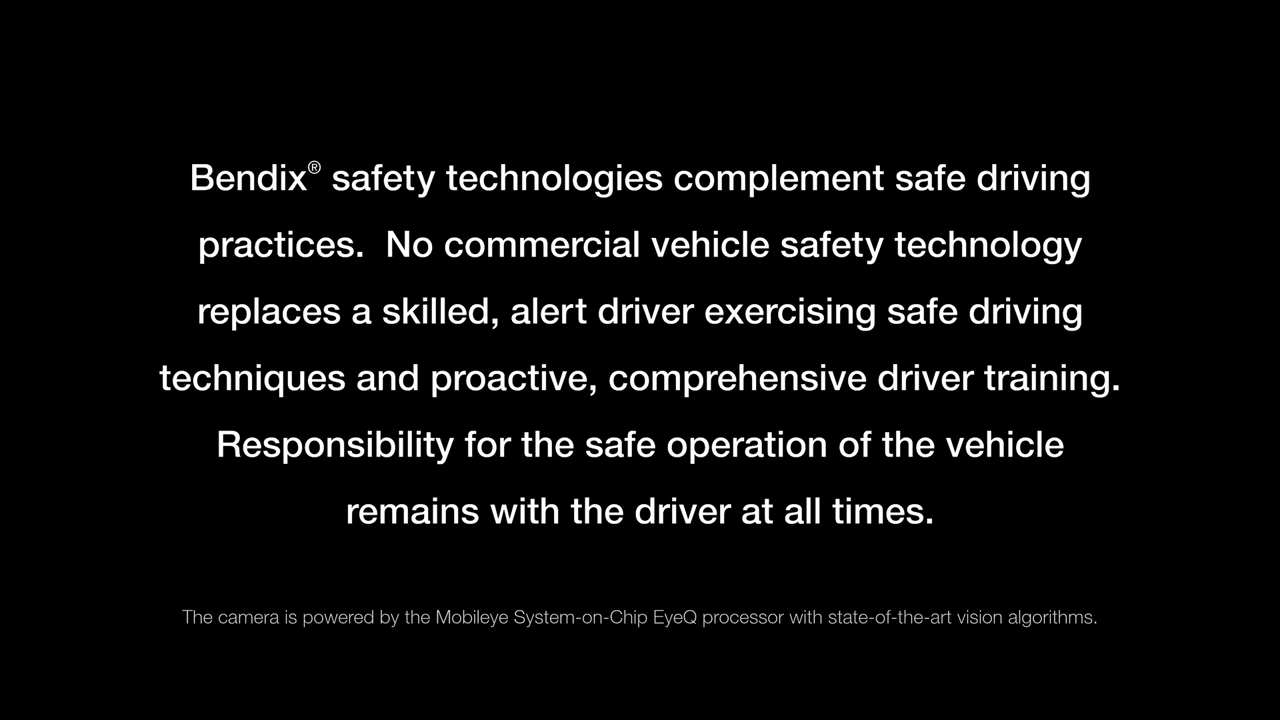 Bendix® safety technologies complement safe driving
practices.  No commercial vehicle safety technology
replaces a skilled, alert driver exercising safe driving
techniques and proactive, comprehensive driver training.
Responsibility for the safe operation of the vehicle
remains with the driver at all times.
The camera is powered by the Mobileye System-on-Chip EyeQ processor with state-of-the-art vision algorithms.